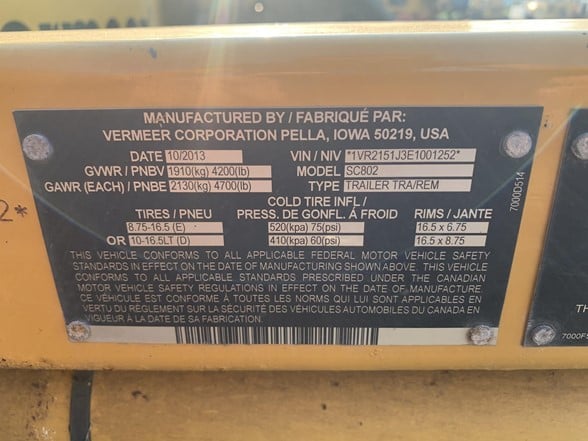 MANUFACTURED BY / FABRIQUÉ PAR:
VERMEER CORPORATION PELLA, IOWA 50219, USA
DATE 10/2013 VIN / NIV *1VR2151J3E1001252*
GVWR / PNBV 1910(kg) 4200(lb) MODEL SC802
GAWR (EACH) / PNBE 2130(kg) 4700(lb) TYPE TRAILER TRA/REM
COLD TIRE INFL /
TIRES / PNEU PRESS. DE GONFL. À FROID RIMS / JANTE
8.75-16.5 (E) 520(kpa) 75(psi) 16.5 x 6.75
OR 10-16.5LT (D) 410(kpa) 60(psi) 16.5 x 8.75
THIS VEHICLE CONFORMS TO ALL APPLICABLE FEDERAL MOTOR VEHICLE SAFETY
STANDARDS IN EFFECT ON THE DATE OF MANUFACTURING SHOWN ABOVE. THIS VEHICLE
CONFORMS TO ALL APPLICABLE STANDARDS PRESCRIBED UNDER THE CANADIAN
MOTOR VEHICLE SAFETY REGULATIONS IN EFFECT ON THE DATE OF MANUFACTURE.
CE VÉHICULE EST CONFORME À TOUTES LES NORMS QUI LUI SONT APPLICABLES EN
VERTU DU RÈGLEMENT SUR LA SÉCURITÉ DES VÉHICULES AUTOMOBILES DU CANADA EN
VIGUEUR À LA DATE DE SA FABRICATION.
7000D514
2*
TH
7000F5